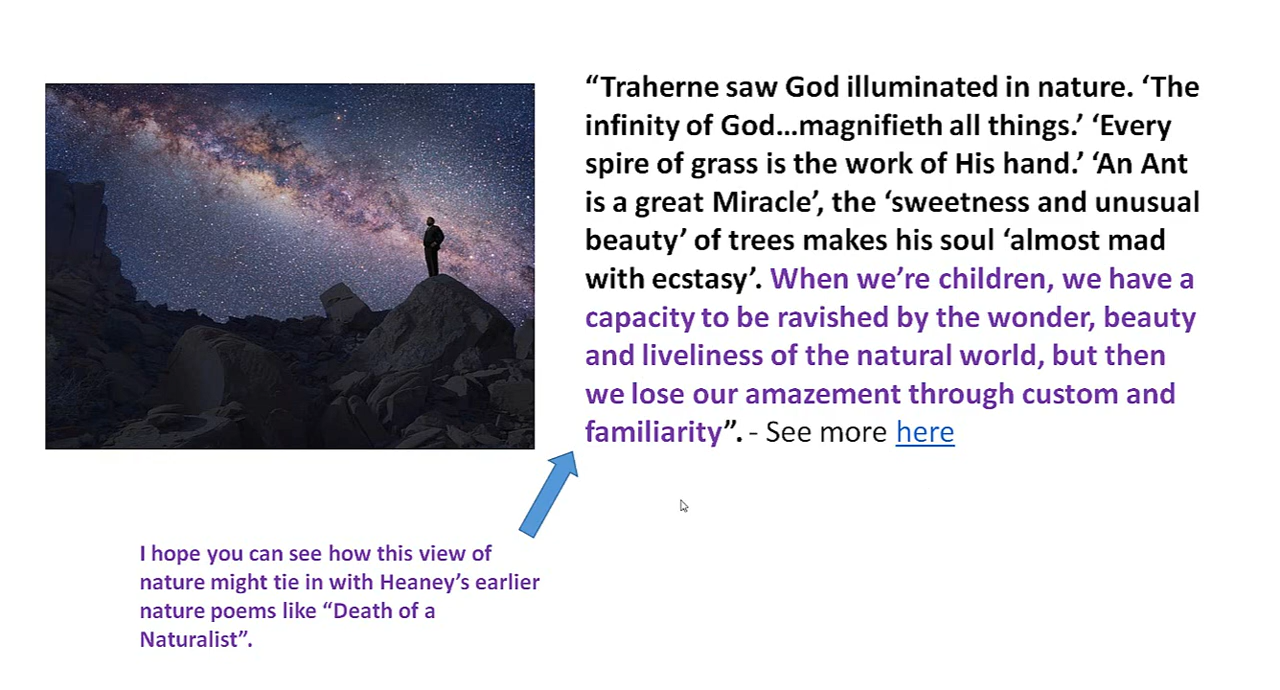 “Traherne saw God illuminated in nature. ‘The
infinity of God...magnifieth all things.’ ‘Every
spire of grass is the work of His hand.’ ‘An Ant
is a great Miracle’, the ‘sweetness and unusual
beauty’ of trees makes his soul ‘almost mad
with ecstasy’. When we’re children, we have a
capacity to be ravished by the wonder, beauty
and liveliness of the natural world, but then
we lose our amazement through custom and
familiarity”. - See more here
I hope you can see how this view of
nature might tie in with Heaney’s earlier
nature poems like “Death of a
Naturalist”.